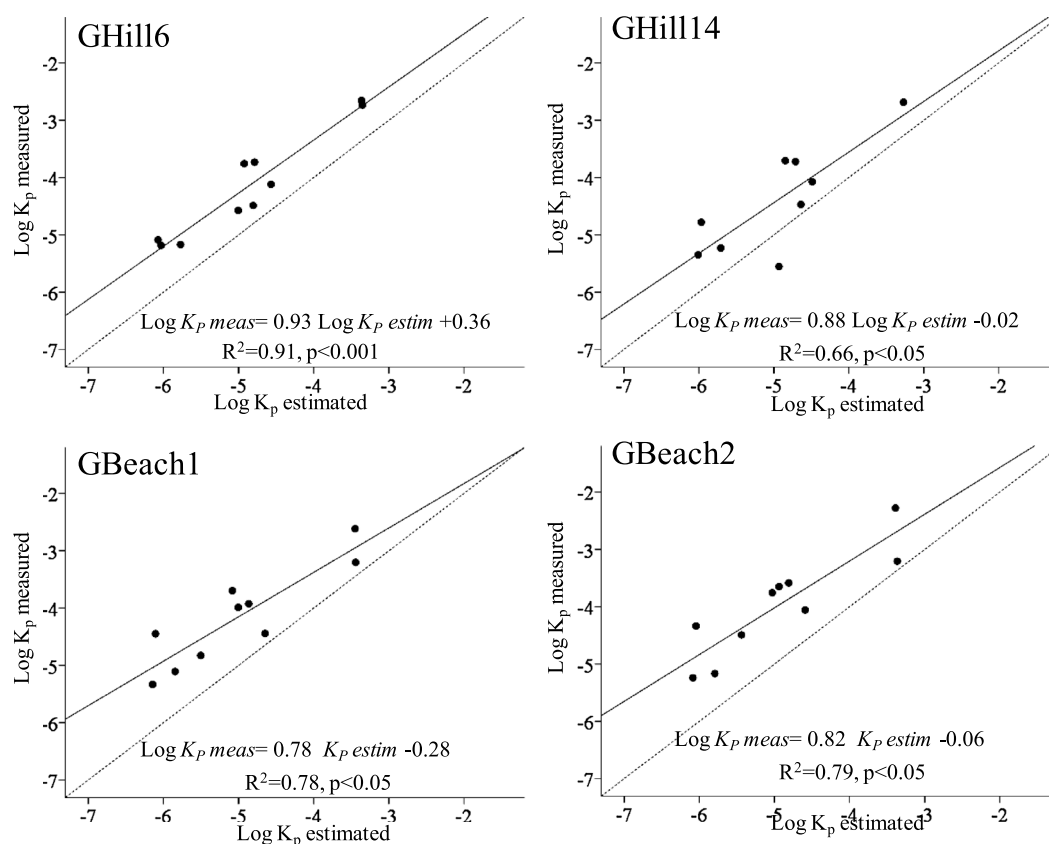 GHill6
-2
-3
-4
-5
-6
-7
Log Kp measured
Log KP meas= 0.93 Log KP estim +0.36
R²=0.91, p<0.001
-7 -6 -5 -4 -3 -2
Log Kp estimated
GHill14
-2
-3
-4
-5
-6
-7
Log Kp measured
Log KP meas= 0.88 Log KP estim -0.02
R²=0.66, p<0.05
-7 -6 -5 -4 -3 -2
Log Kp estimated
GBeach1
-2
-3
-4
-5
-6
-7
Log Kp measured
Log KP meas= 0.78 KP estim -0.28
R²=0.78, p<0.05
-7 -6 -5 -4 -3 -2
Log Kp estimated
GBeach2
-2
-3
-4
-5
-6
-7
Log Kp measured
Log KP meas= 0.82 KP estim -0.06
R²=0.79, p<0.05
-7 -6 -5 -4 -3 -2
Log Kp estimated